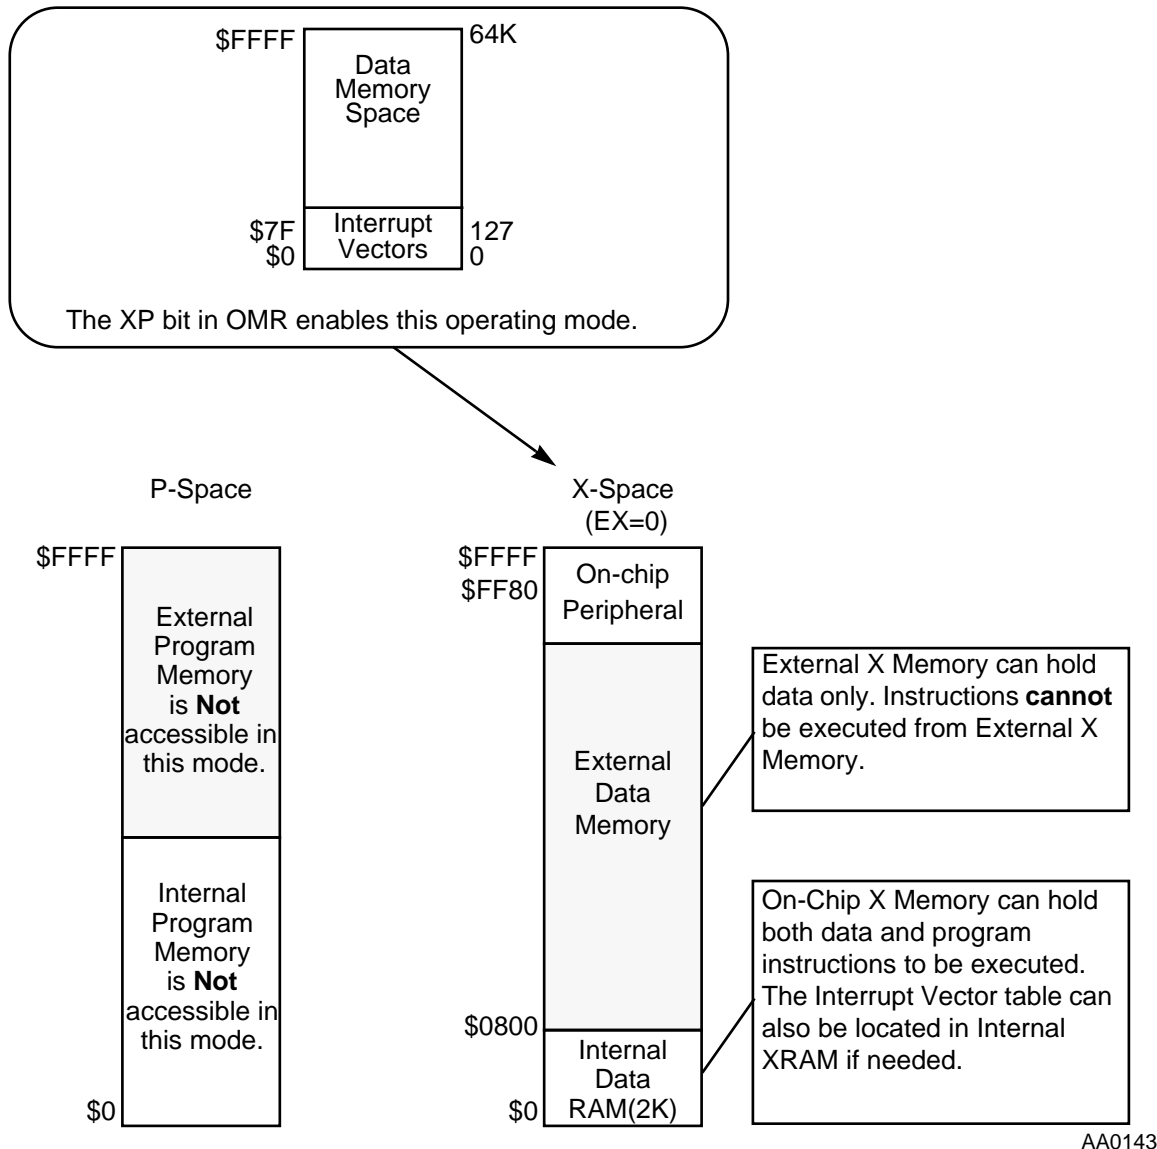 $FFFF
64K
Data
Memory
Space
$7F
Interrupt
127
$0
Vectors
0
The XP bit in OMR enables this operating mode.
P-Space
X-Space
(EX=0)
$FFFF
External
Program
Memory
is Not
accessible in
this mode.
Internal
Program
Memory
is Not
accessible in
this mode.
$0
$FFFF
$FF80
On-chip
Peripheral
External
Data
Memory
$0800
Internal
Data
RAM(2K)
$0
External X Memory can hold
data only. Instructions cannot
be executed from External X
Memory.
On-Chip X Memory can hold
both data and program
instructions to be executed.
The Interrupt Vector table can
also be located in Internal
XRAM if needed.
AA0143